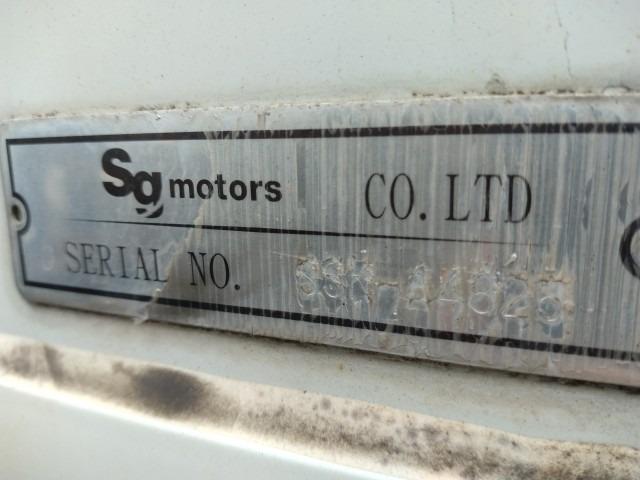 Sg motors CO.LTD
SERIAL NO.